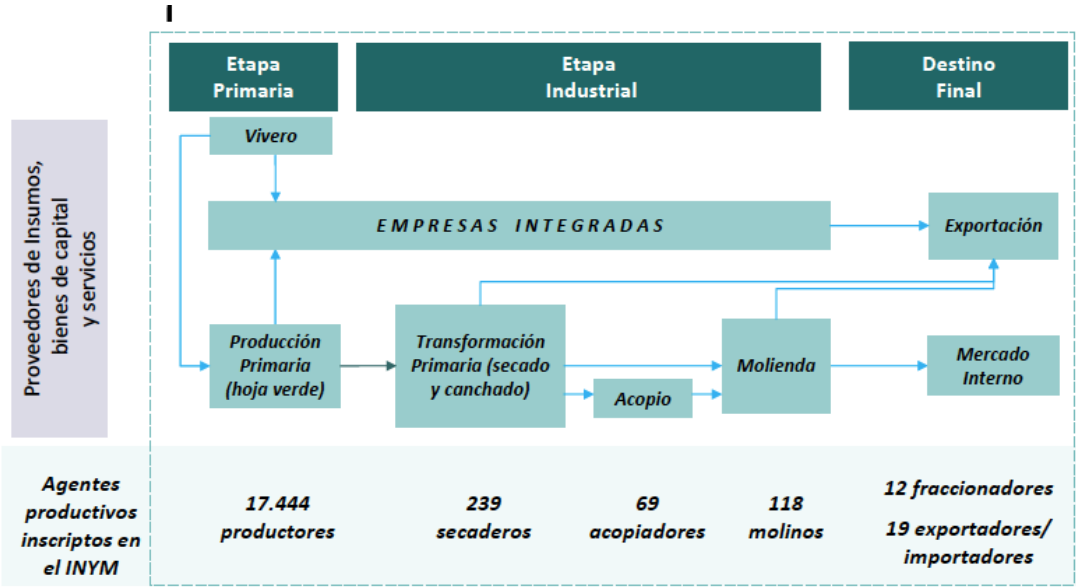 I
Etapa
Primaria
Etapa
Industrial
Destino
Final
Proveedores de Insumos,
bienes de capital
y servicios
Vivero
EMPRESAS INTEGRADAS
Exportación
Producción
Primaria
(hoja verde)
Transformación
Primaria (secado
y canchado)
Acopio
Molienda
Mercado
Interno
Agentes
productivos
inscriptos en
el INYM
17.444
productores
239
secaderos
69
acopiadores
118
molinos
12 fraccionadores
19 exportadores/
importadores